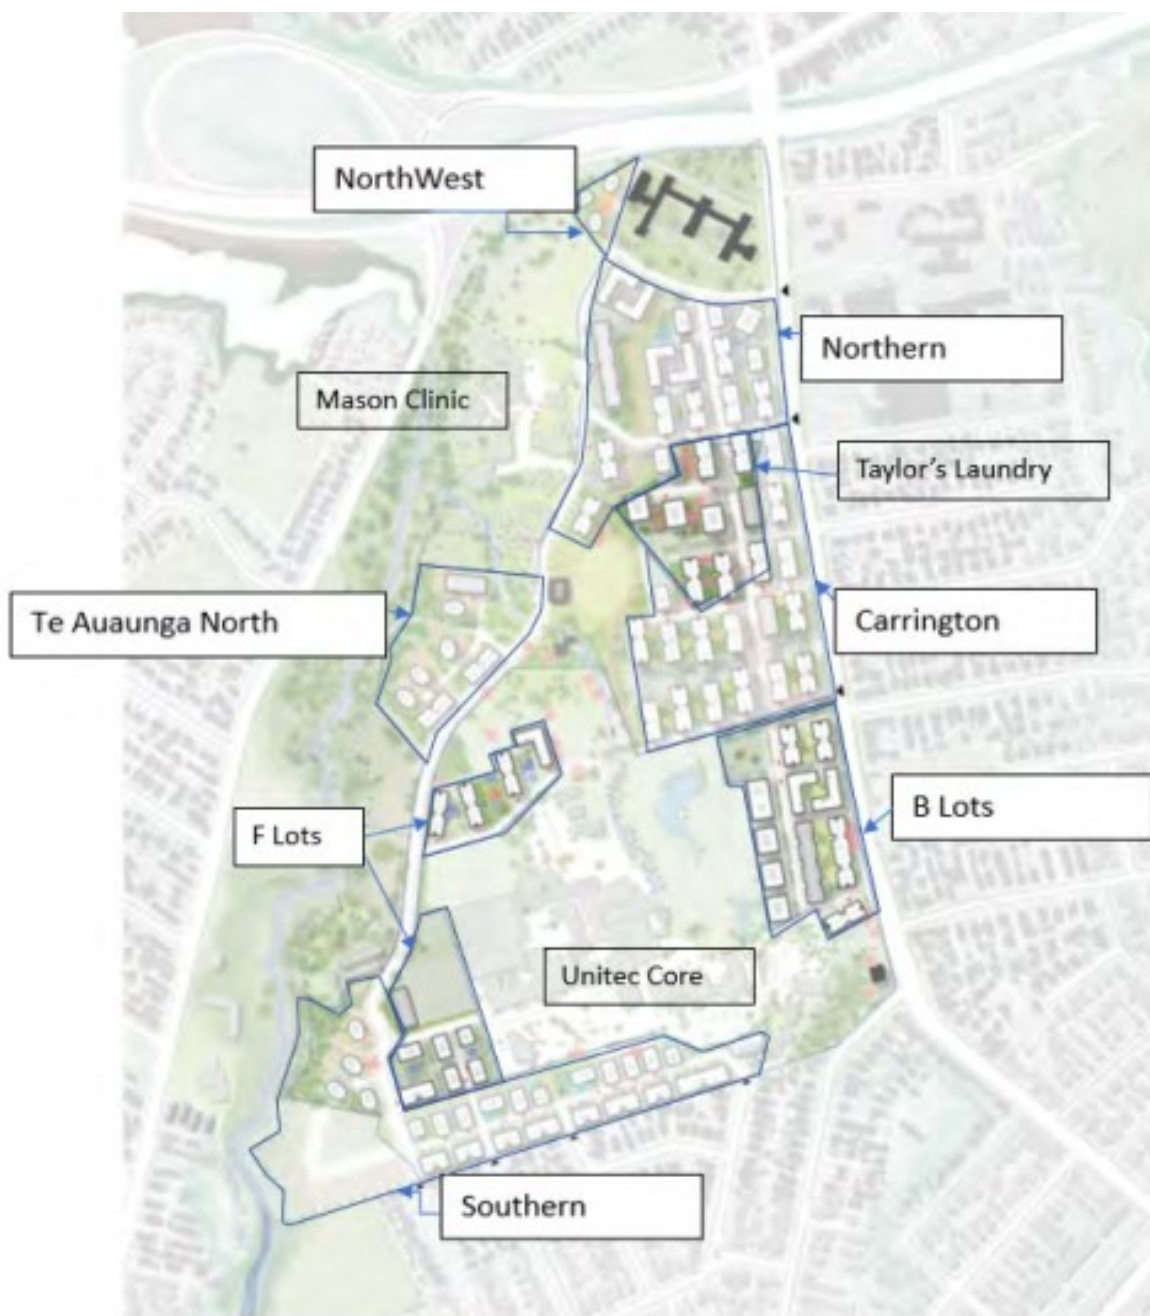 NorthWest
Northern
Mason Clinic
Taylor's Laundry
Te Auaunga North
Carrington
B Lots
F Lots
Unitec Core
Southern